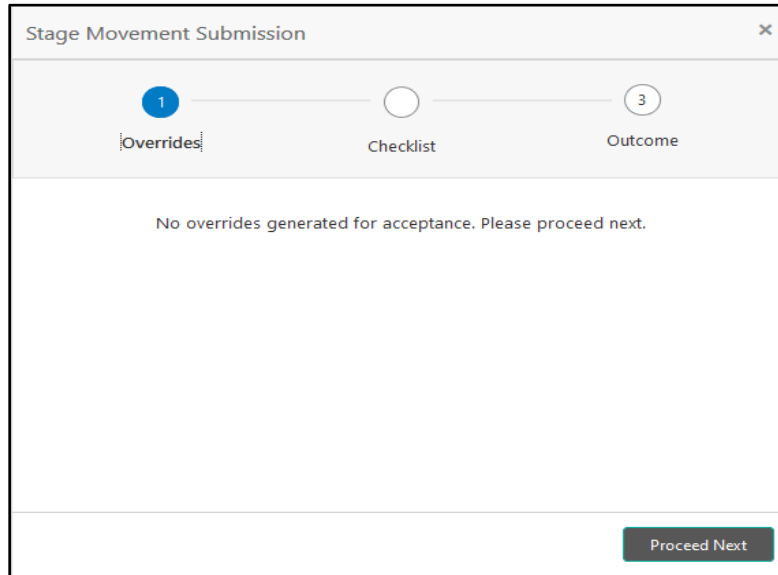 Stage Movement Submission ×
1
3
Overrides
Checklist
Outcome
No overrides generated for acceptance. Please proceed next.
Proceed Next